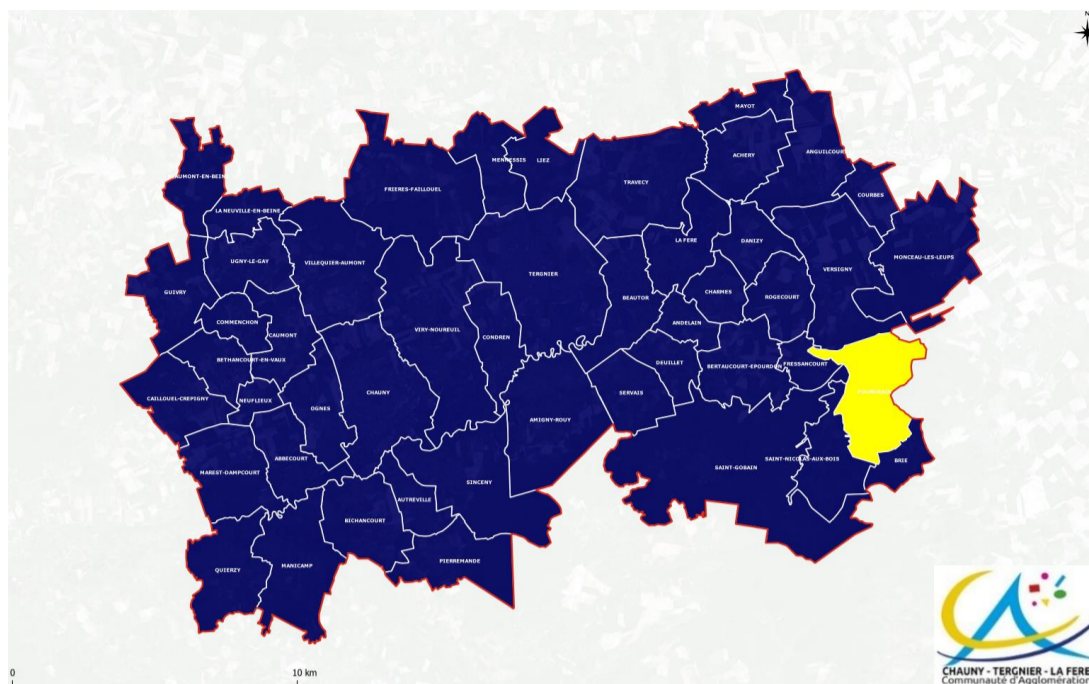 N
MAYOT
ACHERY
ANGUILCOURT
MENNESSIS
LIEZ
TRAVECY
COURBES
FRIERES-FAILLOUEL
LA NEUVILLE-EN-BEINE
LA FERE
DANIZY
UGNY-LE-GAY
VILLEQUIER-AUMONT
MONCEAU-LES-LEUPS
VERSIGNY
TERGNIER
GUIVRY
BEAUTOR
CHARMES
ROGECOURT
COMMENCHON
ANDELAIN
VIRY-NOUREUIL
CAUMONT
CONDREN
BETHANCOURT-EN-VAUX
DEUILLET
BERTAUCOURT-EPOURDON
FRESSANCOURT
CHAUNY
SERVAIS
CAILLOUEL-CREPIGNY
NEUFLIEUX
OGNES
AMIGNY-ROUY
ABBECOURT
SAINT-NICOLAS-AUX-BOIS
BRIE
SAINT-GOBAIN
MAREST-DAMPCOURT
SINCENY
AUTREVILLE
BICHANCOURT
PIERREMANDE
MANICAMP
QUIERZY
0 10 km
CHAUNY - TERGNIER - LA FERE
Communauté d'Agglomération